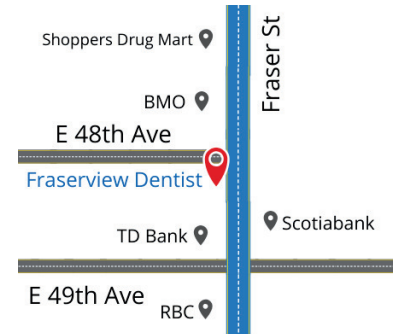 Shoppers Drug Mart
Fraser St
BMO
E 48th Ave
Fraserview Dentist
Scotiabank
TD Bank
E 49th Ave
RBC